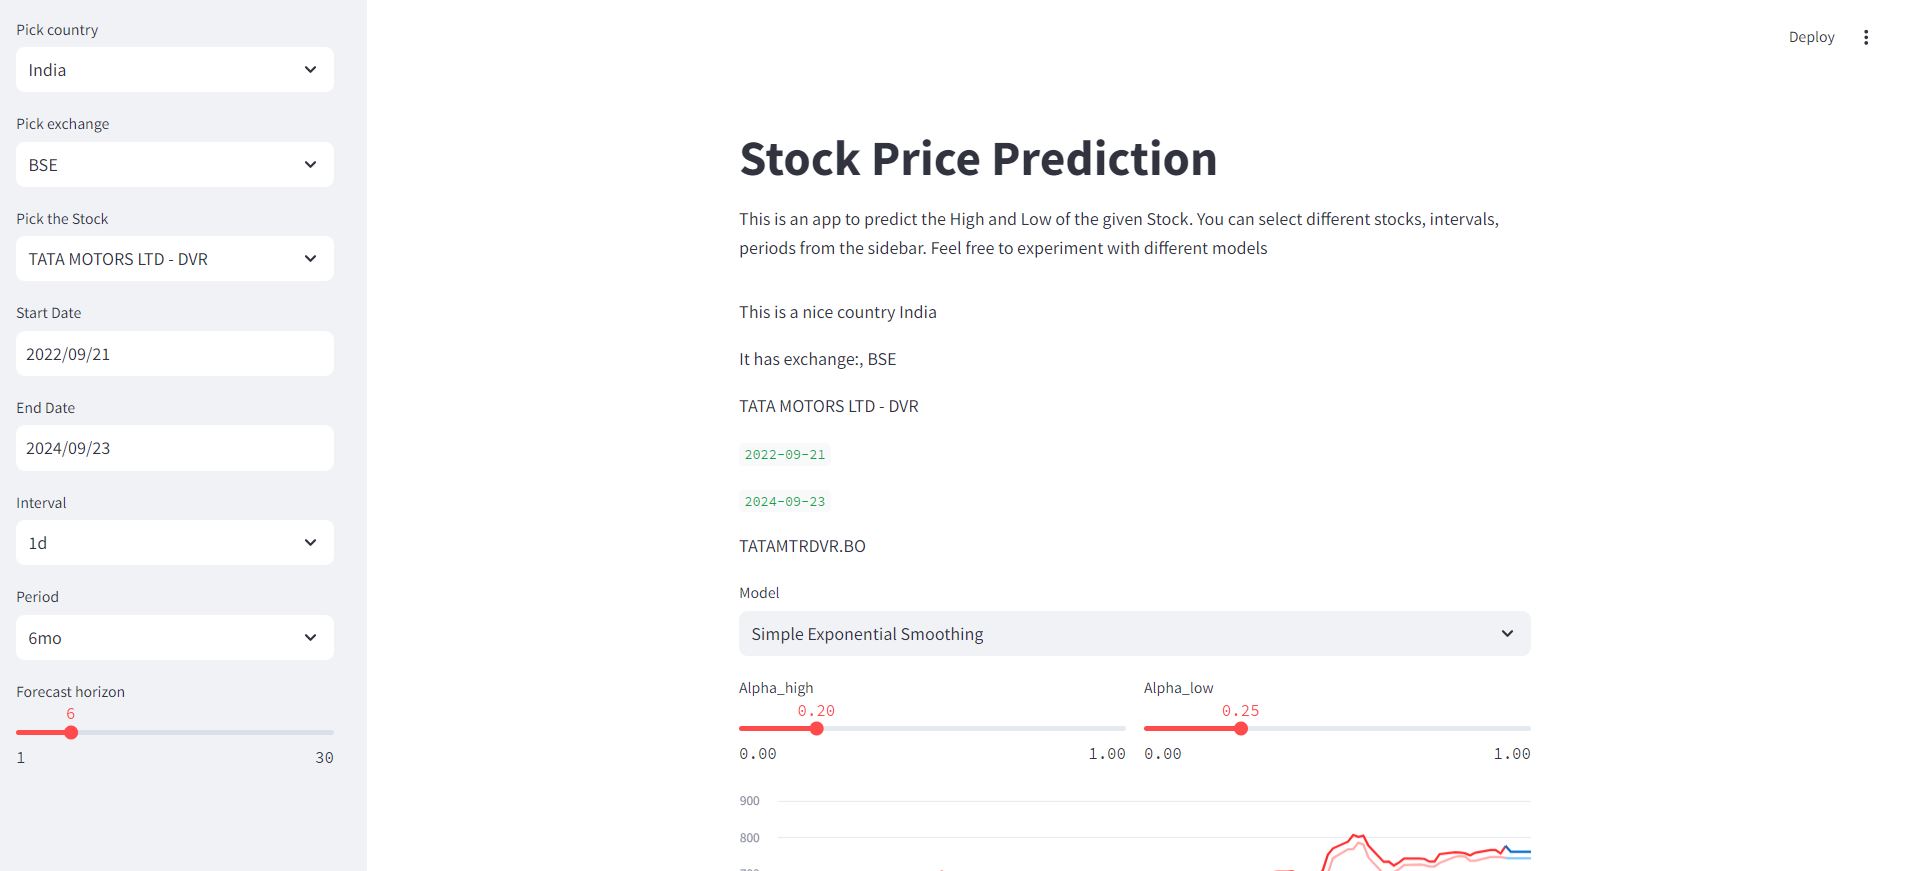 Pick country
India
Pick exchange
BSE
Pick the Stock
TATA MOTORS LTD - DVR
Start Date
2022/09/21
End Date
2024/09/23
Interval
1d
Period
6mo
Forecast horizon
6
1 30
Deploy
Stock Price Prediction
This is an app to predict the High and Low of the given Stock. You can select different stocks, intervals,
periods from the sidebar. Feel free to experiment with different models
This is a nice country India
It has exchange:, BSE
TATA MOTORS LTD - DVR
2022-09-21
2024-09-23
TATAMTRDVR.BO
Model
Simple Exponential Smoothing
Alpha_high Alpha_low
0.20 0.25
0.00 1.00 0.00 1.00
900
800